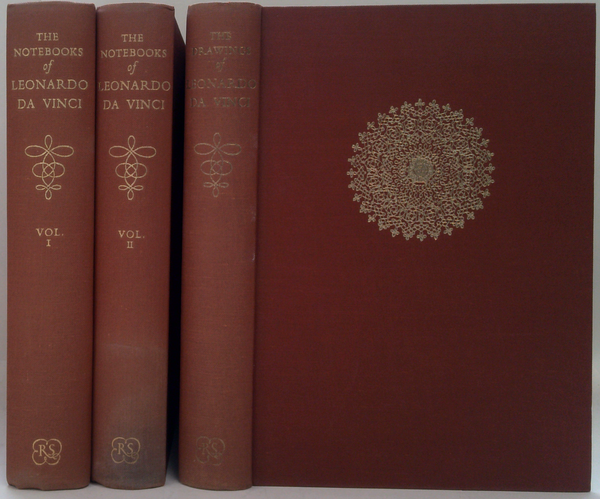 THE
NOTEBOOKS
of
LEONARDO
DA VINCI
VOL.
I
RS
THE
NOTEBOOKS
of
LEONARDO
DA VINCI
VOL.
II
RS
THE
DRAWINGS
of
LEONARDO
DA VINCI
RS